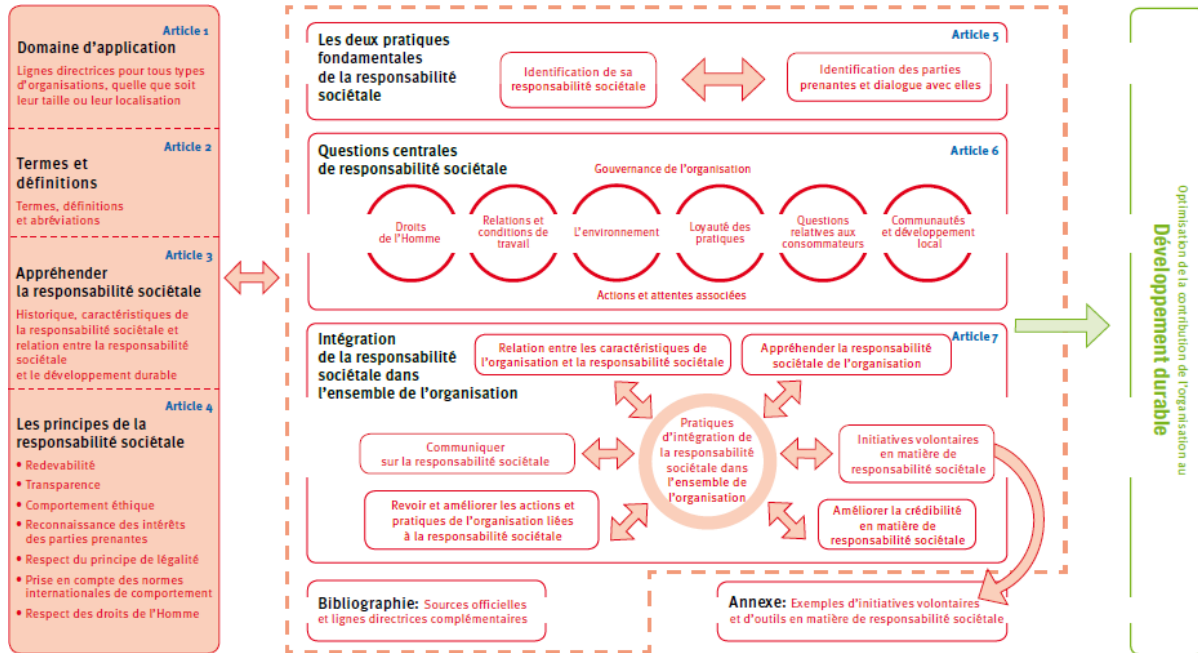 Article 1
Domaine d'application
Lignes directrices pour tous types
d'organisations, quelle que soit
leur taille ou leur localisation
Article 2
Termes et
définitions
Termes, définitions
et abréviations
Article 3
Appréhender
la responsabilité sociétale
Historique, caractéristiques de
la responsabilité sociétale et
relation entre la responsabilité
sociétale
et le développement durable
Article 4
Les principes de la
responsabilité sociétale
• Redevabilité
• Transparence
• Comportement éthique
• Reconnaissance des intérêts
des parties prenantes
• Respect du principe de légalité
• Prise en compte des normes
internationales de comportement
• Respect des droits de l'Homme
Article 5
Les deux pratiques
fondamentales
de la responsabilité
sociétale
Identification de sa
responsabilité sociétale
Identification des parties
prenantes et dialogue avec elles
Article 6
Questions centrales
de responsabilité sociétale
Gouvernance de l'organisation
Droits
de l'Homme
Relations et
conditions de
travail
L'environnement
Loyauté des
pratiques
Questions
relatives aux
consommateurs
Communautés
et développement
local
Actions et attentes associées
Article 7
Intégration
de la responsabilité
sociétale dans
l'ensemble de l'organisation
Relation entre les caractéristiques de
l'organisation et la responsabilité sociétale
Appréhender la responsabilité
sociétale de l'organisation
Communiquer
sur la responsabilité sociétale
Pratiques
d'intégration de
la responsabilité
sociétale dans
l'ensemble de
l'organisation
Initiatives volontaires
en matière de
responsabilité sociétale
Revoir et améliorer les actions et
pratiques de l'organisation liées
à la responsabilité sociétale
Améliorer la crédibilité
en matière de
responsabilité sociétale
Bibliographie: Sources officielles
et lignes directrices complémentaires
Annexe: Exemples d'initiatives volontaires
et d'outils en matière de responsabilité sociétale
Optimisation de la contribution de l'organisation au
Développement durable